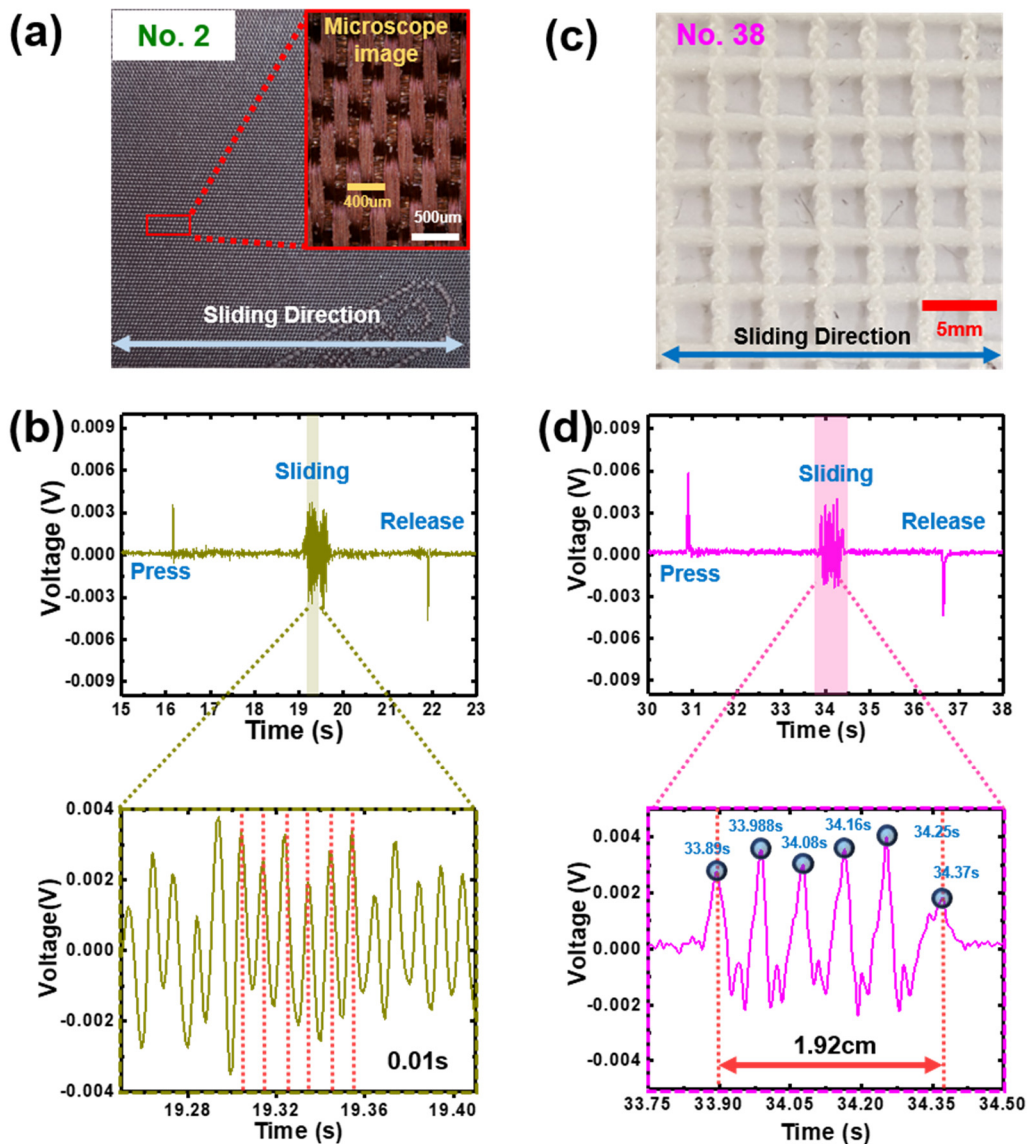 (a)
No. 2
Microscope
image
400um
500um
Sliding Direction
(c)
No. 38
5mm
Sliding Direction
(b)
Voltage (V)
0.009
0.006
0.003
0.000
-0.003
-0.006
-0.009
Sliding
Press
Release
15 16 17 18 19 20 21 22 23
Time (s)
Voltage(V)
0.004
0.002
0.000
-0.002
-0.004
0.01s
19.28 19.32 19.36 19.40
Time (s)
(d)
Voltage (V)
0.009
0.006
0.003
0.000
-0.003
-0.006
-0.009
Sliding
Press
Release
30 31 32 33 34 35 36 37 38
Time (s)
Voltage (V)
0.004
0.002
0.000
-0.002
-0.004
33.89s
33.988s
34.08s
34.16s
34.25s
34.37s
1.92cm
33.75 33.90 34.05 34.20 34.35 34.50
Time (s)